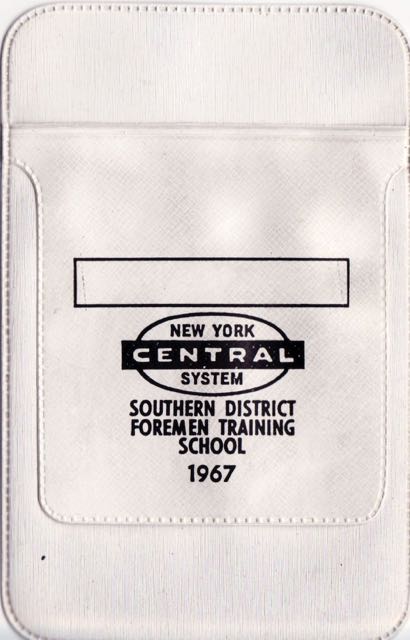 NEW YORK
CENTRAL
SYSTEM
SOUTHERN DISTRICT
FOREMEN TRAINING
SCHOOL
1967